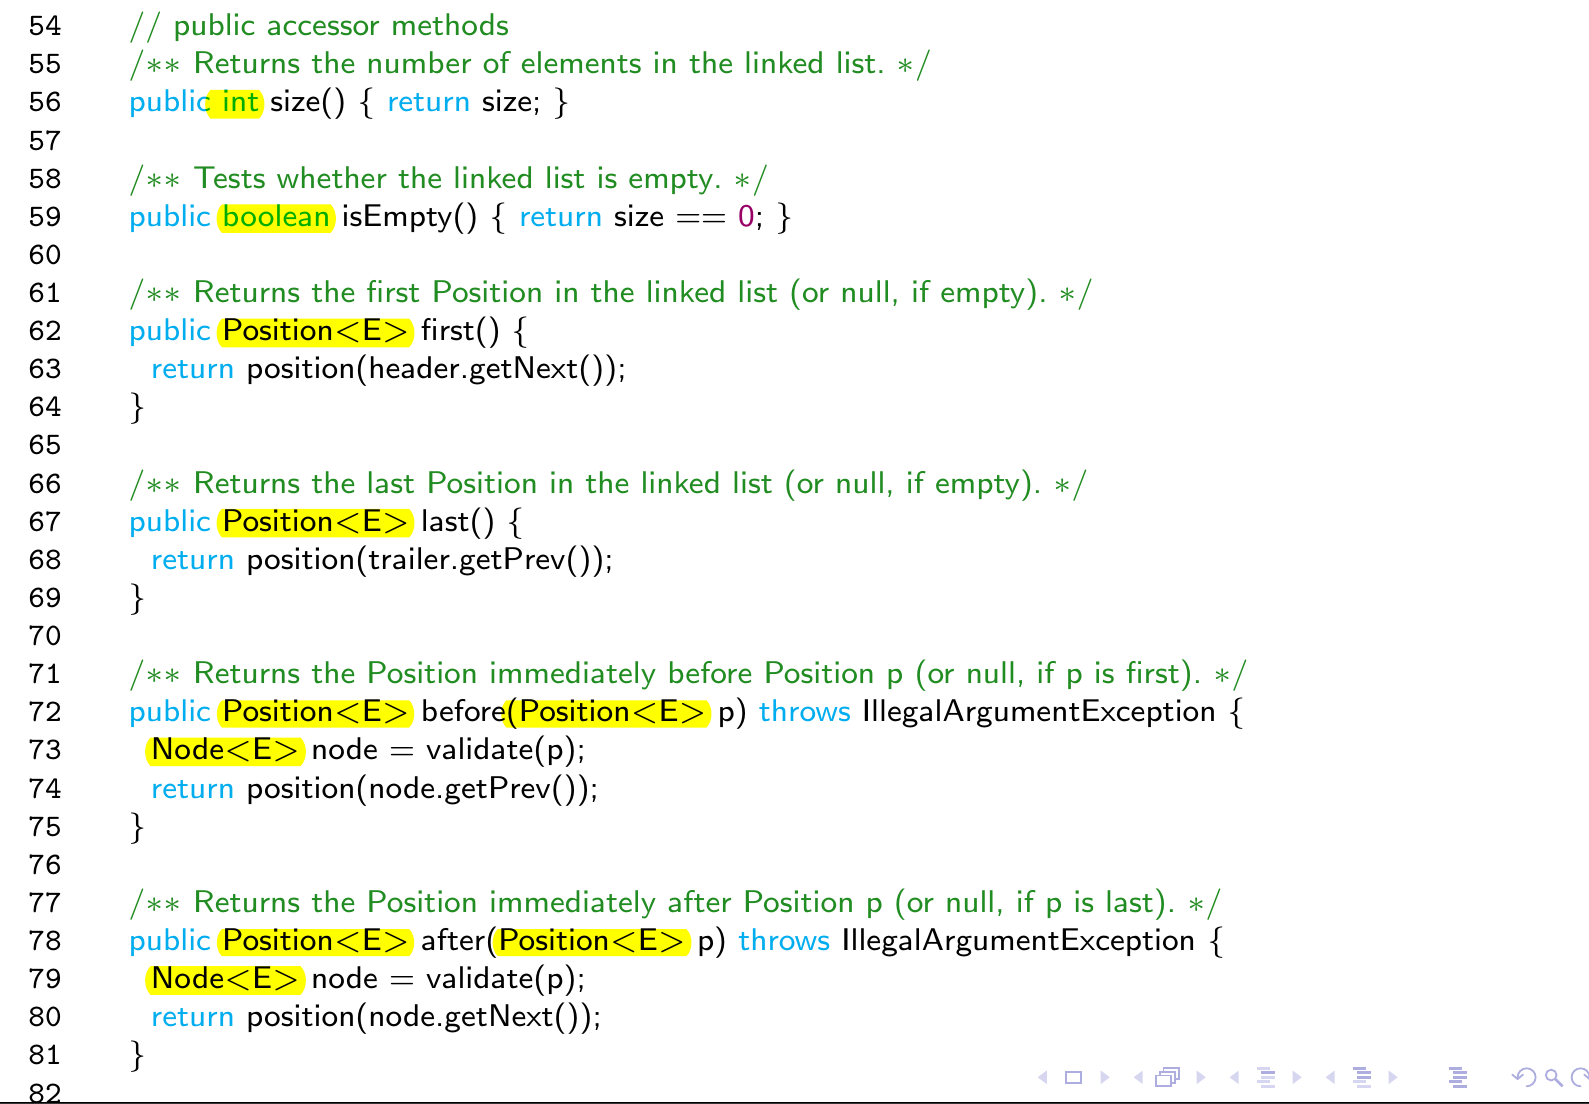 54 // public accessor methods
55 /** Returns the number of elements in the linked list. */
56 public int size() { return size; }
57
58 /** Tests whether the linked list is empty. */
59 public boolean isEmpty() { return size == 0; }
60
61 /** Returns the first Position in the linked list (or null, if empty). */
62 public Position<E> first() {
63 return position(header.getNext());
64 }
65
66 /** Returns the last Position in the linked list (or null, if empty). */
67 public Position<E> last() {
68 return position(trailer.getPrev());
69 }
70
71 /** Returns the Position immediately before Position p (or null, if p is first). */
72 public Position<E> before(Position<E> p) throws IllegalArgumentException {
73 Node<E> node = validate(p);
74 return position(node.getPrev());
75 }
76
77 /** Returns the Position immediately after Position p (or null, if p is last). */
78 public Position<E> after(Position<E> p) throws IllegalArgumentException {
79 Node<E> node = validate(p);
80 return position(node.getNext());
81 }
82